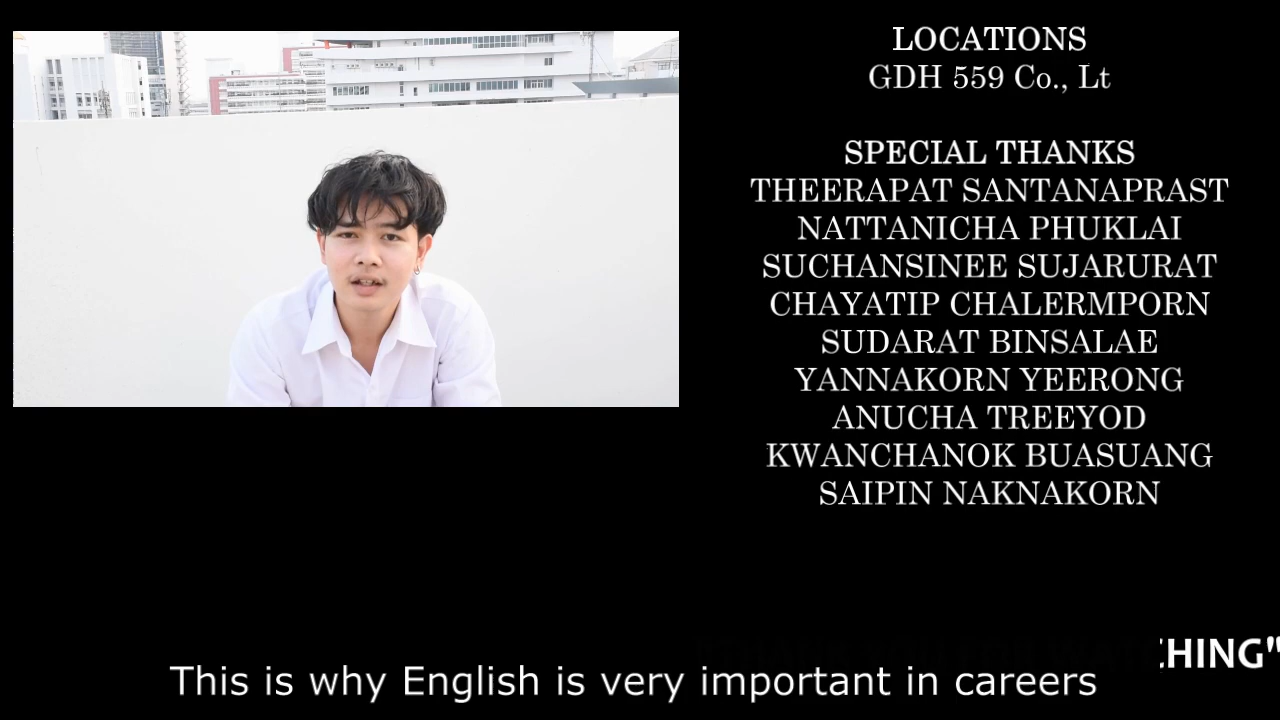 LOCATIONS
GDH 559 Co., Lt
SPECIAL THANKS
THEERAPAT SANTANAPRAST
NATTANICHA PHUKLAI
SUCHANSINEE SUJARURAT
CHAYATIP CHALERMPORN
SUDARAT BINSALAE
YANNAKORN YEERONG
ANUCHA TREEYOD
KWANCHANOK BUASUANG
SAIPIN NAKNAKORN
CHING"
This is why English is very important in careers